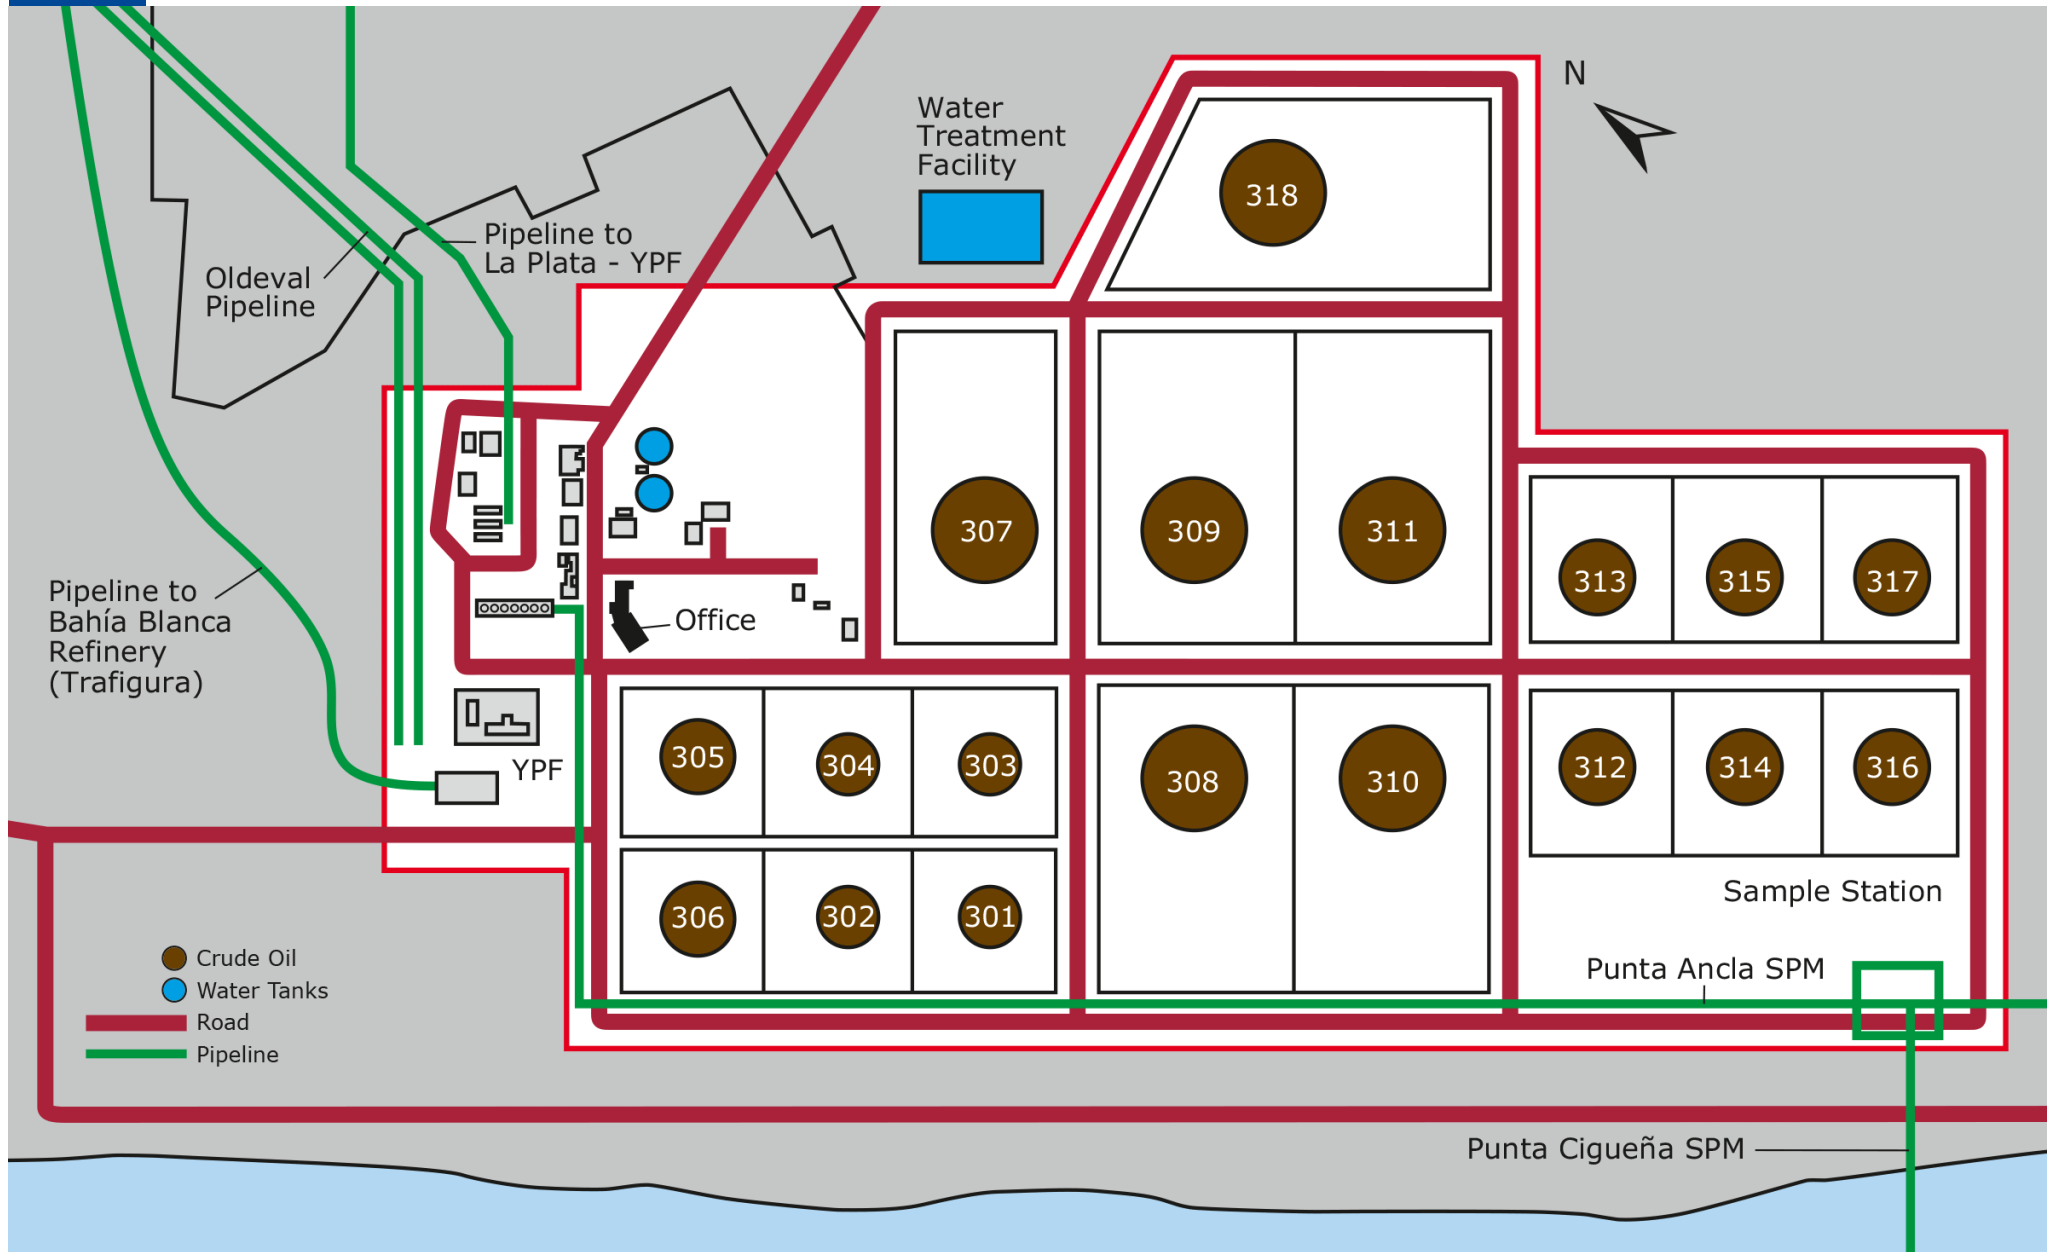 N
Water
Treatment
Facility
318
Pipeline to
La Plata - YPF
Oldeval
Pipeline
307
309
311
313
315
317
Pipeline to
Bahía Blanca
Refinery
(Trafigura)
Office
305
304
303
308
310
312
314
316
YPF
306
302
301
Sample Station
Punta Ancla SPM
Crude Oil
Water Tanks
Road
Pipeline
Punta Cigueña SPM